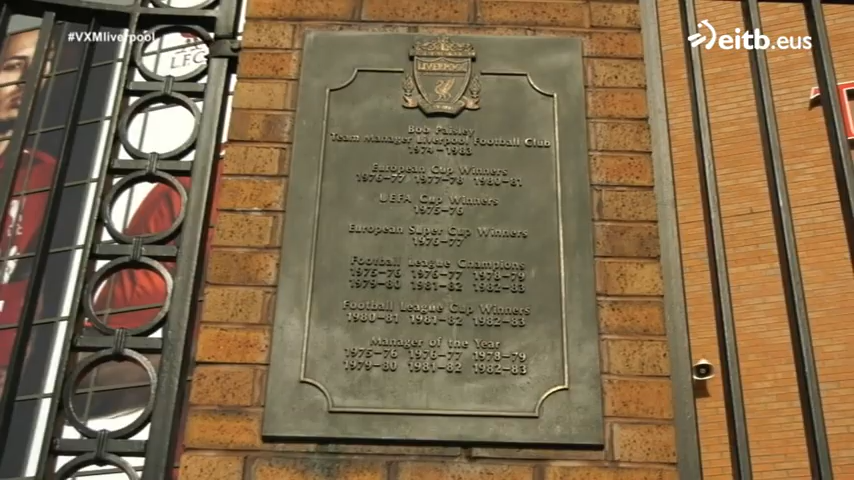 #VXMliverpool
eitb.eus
LFC
LIVERPOOL
Bob Paisley
Team Manager Liverpool Football Club
1974-1983
European Cup Winners
1976-77 1977-78 1980-81
UEFA Cup Winners
1975-76
European Super Cup Winners
1976-77
Football League Champions
1975-76 1976-77 1978-79
1979-80 1981-82 1982-83
Football League Cup Winners
1980-81 1981-82 1982-83
Manager of the Year
1975-76 1976-77 1978-79
1979-80 1981-82 1982-83